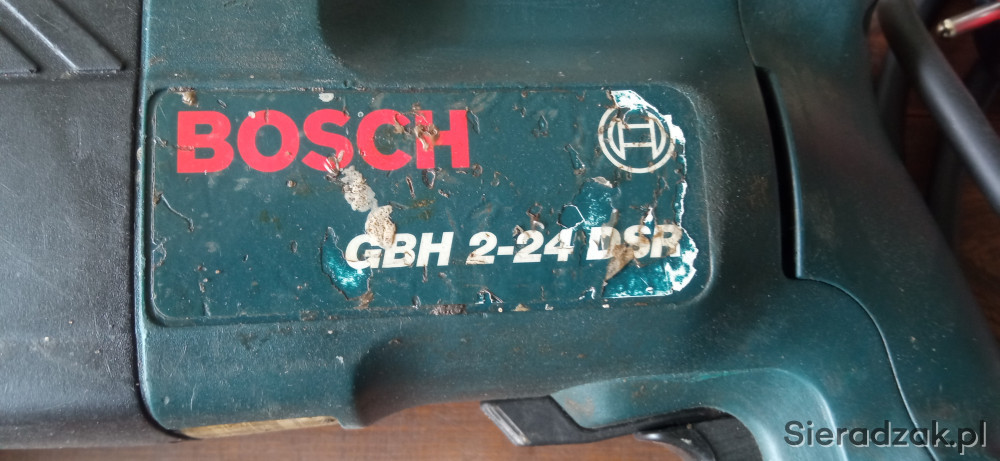 BOSCH
GBH 2-24 DSR
Sieradzak.pl